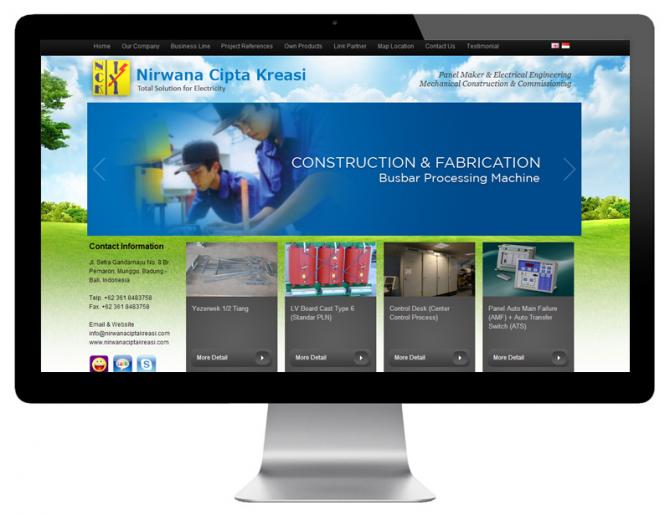 Home Our Company Business Line Project References Own Products Link Partner Map Location Contact Us Testimonial
NCK
Nirwana Cipta Kreasi
Total Solution for Electricity
Panel Maker & Electrical Engineering
Mechanical Construction & Commissioning
CONSTRUCTION & FABRICATION
Busbar Processing Machine
Contact Information
Jl. Setra Gandamayu No. 8 Br.
Pemaron, Munggu, Badung -
Bali, Indonesia
Telp. +62 361 8483758
Fax. +62 361 8483758
Email & Website
info@nirwanaciptakreasi.com
www.nirwanaciptakreasi.com
Yozerwek 1/2 Tiang
More Detail
LV Board Cast Type 6
(Standar PLN)
More Detail
Control Desk (Center
Control Process)
More Detail
Panel Auto Main Failure
(AMF) + Auto Transfer
Switch (ATS)
More Detail